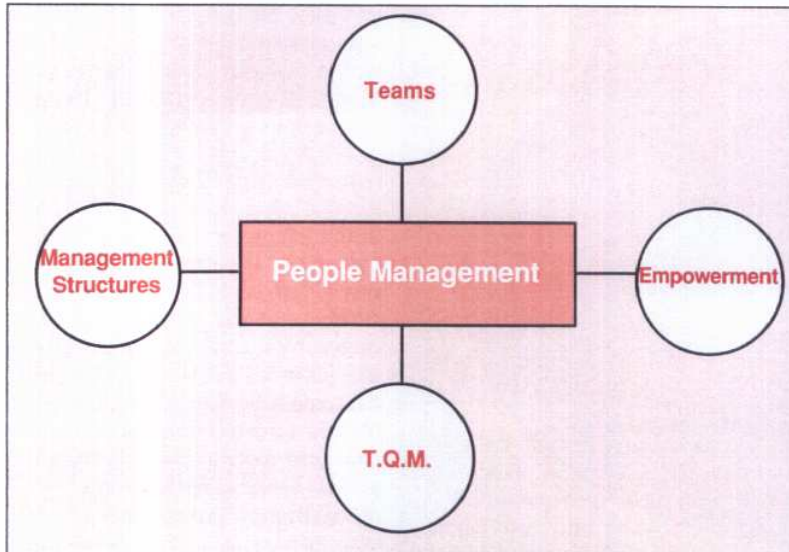 Teams
Management
Structures
People Management
Empowerment
T.Q.M.